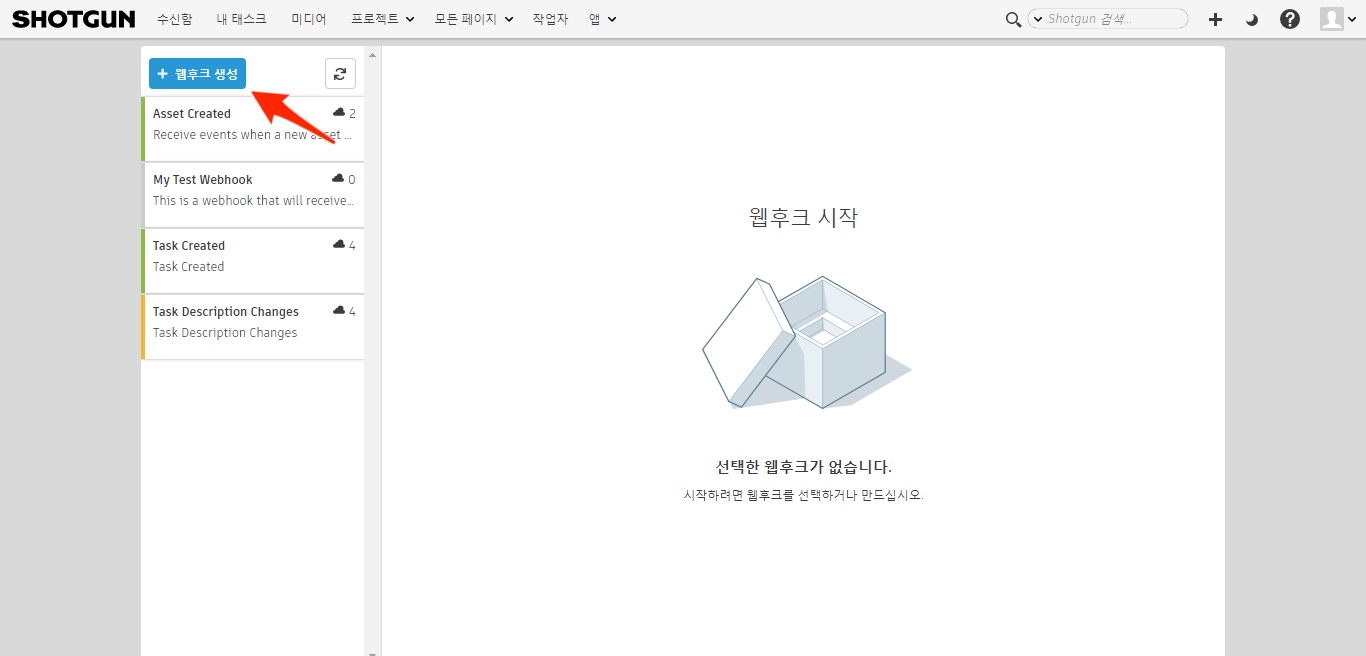 SHOTGUN 수신함 내 태스크 미디어 프로젝트 모든 페이지 작업자 앱 Shotgun 검색...
+ 웹후크 생성
Asset Created 2
Receive events when a new asset ...
My Test Webhook 0
This is a webhook that will receive...
Task Created 4
Task Created
Task Description Changes 4
Task Description Changes
웹후크 시작
선택한 웹후크가 없습니다.
시작하려면 웹후크를 선택하거나 만드십시오.